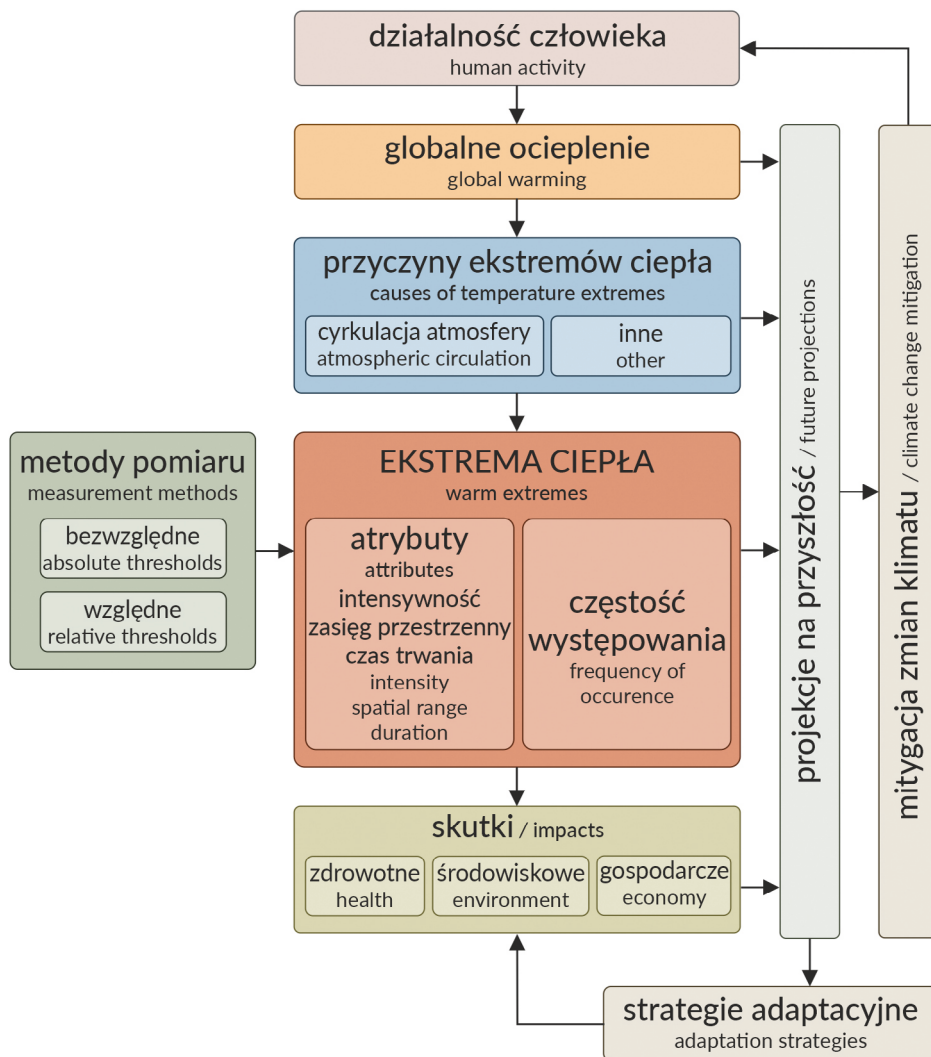 działalność człowieka
human activity
globalne ocieplenie
global warming
przyczyny ekstremów ciepła
causes of temperature extremes
cyrkulacja atmosfery
atmospheric circulation
inne
other
metody pomiaru
measurement methods
bezwzględne
absolute thresholds
względne
relative thresholds
EKSTREMA CIEPŁA
warm extremes
atrybuty
attributes
intensywność
zasięg przestrzenny
czas trwania
intensity
spatial range
duration
częstość
występowania
frequency of
occurence
skutki / impacts
zdrowotne
health
środowiskowe
environment
gospodarcze
economy
projekcje na przyszłość / future projections
mitygacja zmian klimatu / climate change mitigation
strategie adaptacyjne
adaptation strategies